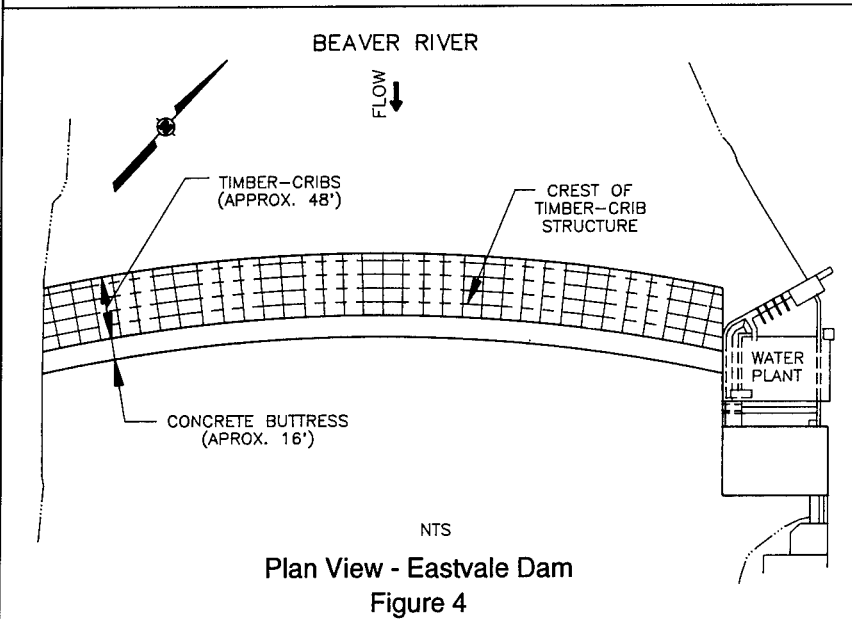 BEAVER RIVER
FLOW
TIMBER-CRIBS
(APPROX. 48')
CREST OF
TIMBER-CRIB
STRUCTURE
WATER
PLANT
CONCRETE BUTTRESS
(APROX. 16')
NTS
Plan View - Eastvale Dam
Figure 4